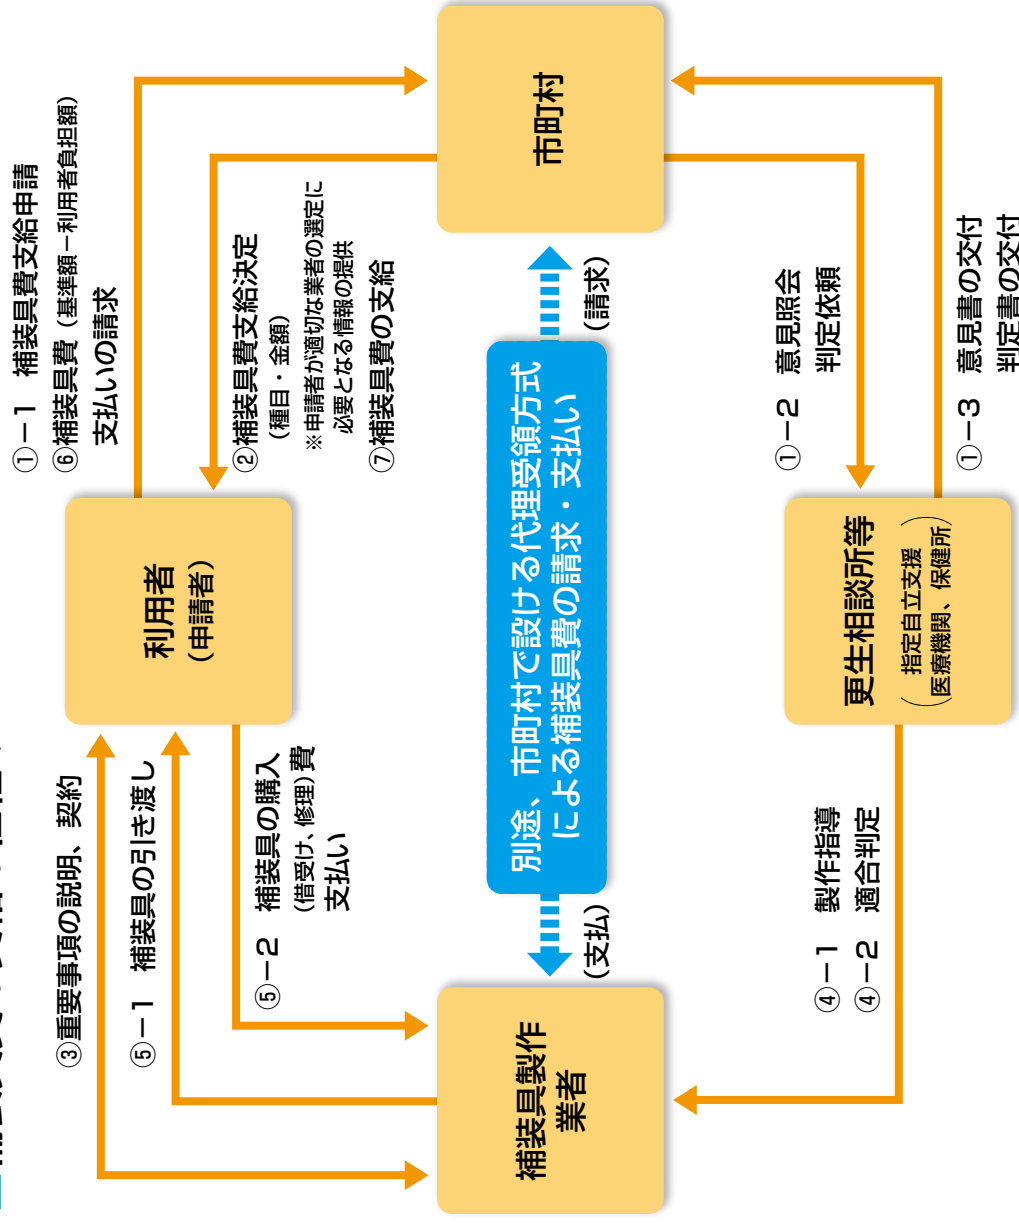 ①－1　補装具費支給申請
⑥補装具費（基準額－利用者負担額）
支払いの請求
利用者
（申請者）
③重要事項の説明、契約
⑤－1　補装具の引き渡し
⑤－2　補装具の購入
（借受け、修理）費
支払い
②補装具費支給決定
（種目・金額）
※申請者が適切な業者の選定に
必要となる情報の提供
⑦補装具費の支給
補装具製作
業者
（支払）
別途、市町村で設ける代理受領方式
による補装具費の請求・支払い
（請求）
市町村
①－2　意見照会
判定依頼
④－1　製作指導
④－2　適合判定
更生相談所等
（指定自立支援
医療機関、保健所）
①－3　意見書の交付
判定書の交付